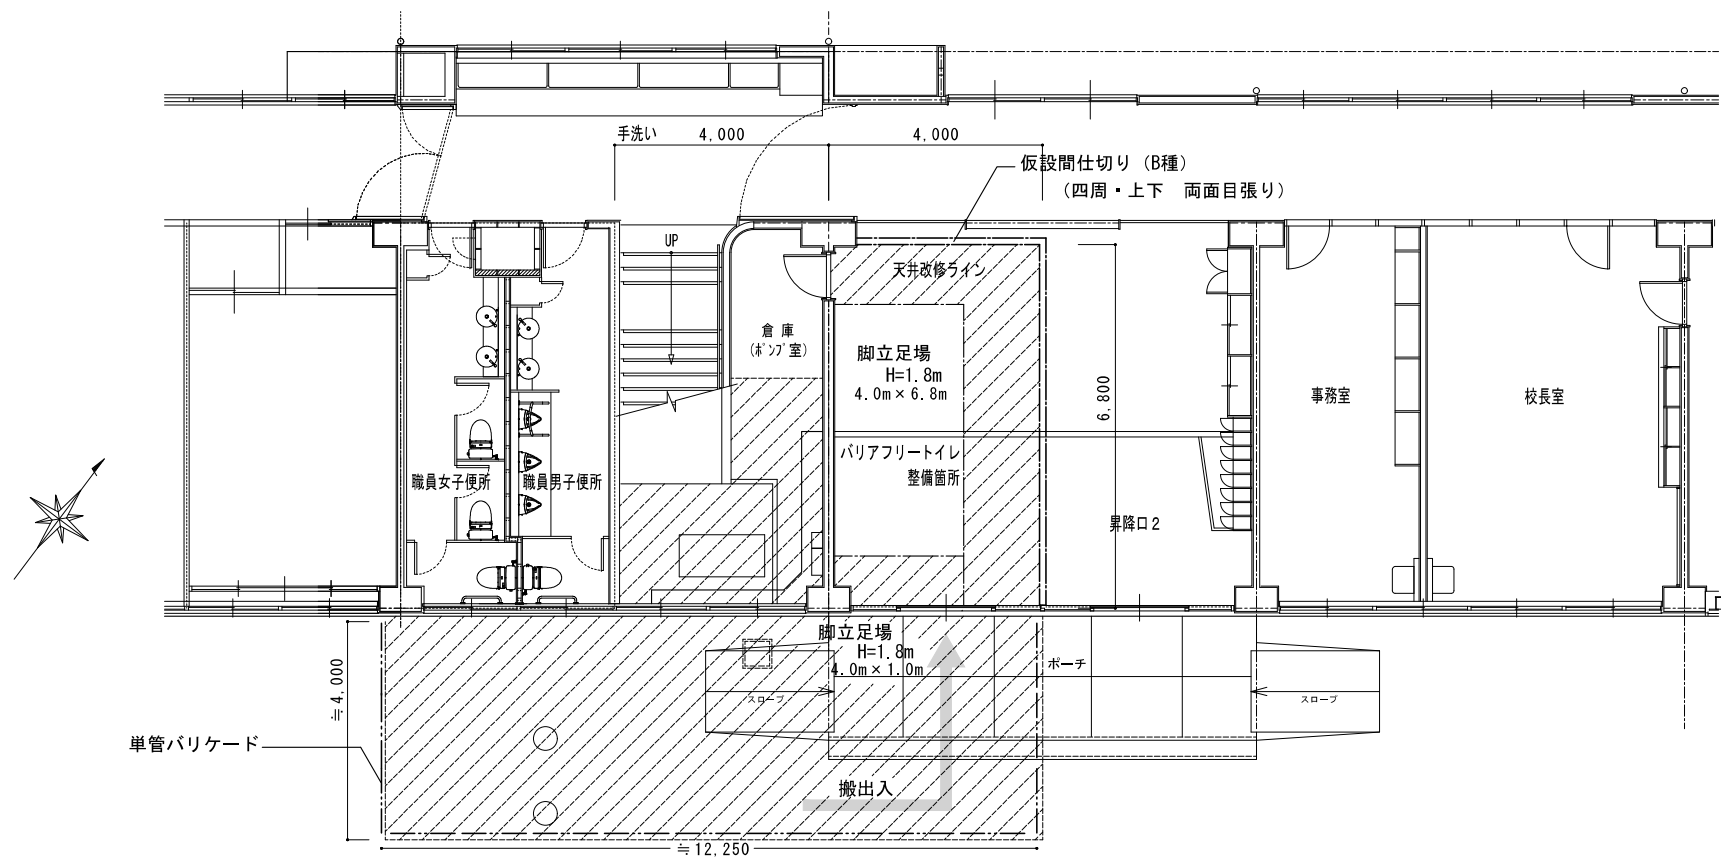 手洗い
4,000
4,000
仮設間仕切り（B種）
（四周・上下　両面目張り）
UP
天井改修ライン
倉庫
（ﾎﾟﾝﾌﾟ室）
脚立足場
H=1.8m
4.0m×6.8m
6,800
事務室
校長室
バリアフリートイレ
整備箇所
職員女子便所
職員男子便所
昇降口２
脚立足場
H=1.8m
4.0m×1.0m
ポーチ
スロープ
スロープ
≒4,000
単管バリケード
搬出入
≒12,250